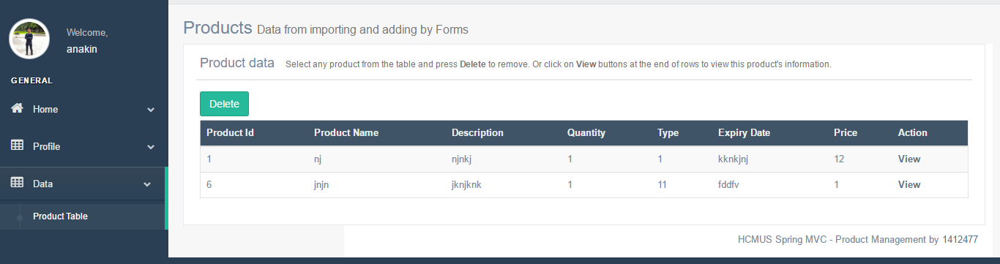 Welcome,
anakin
GENERAL
Home
Profile
Data
Product Table
Products Data from importing and adding by Forms
Product data Select any product from the table and press Delete to remove. Or click on View buttons at the end of rows to view this product's information.
Delete
Product Id Product Name Description Quantity Type Expiry Date Price Action
1 nj njnkj 1 1 kknkjnj 12 View
6 jnjn jknjknk 1 11 fddfv 1 View
HCMUS Spring MVC - Product Management by 1412477